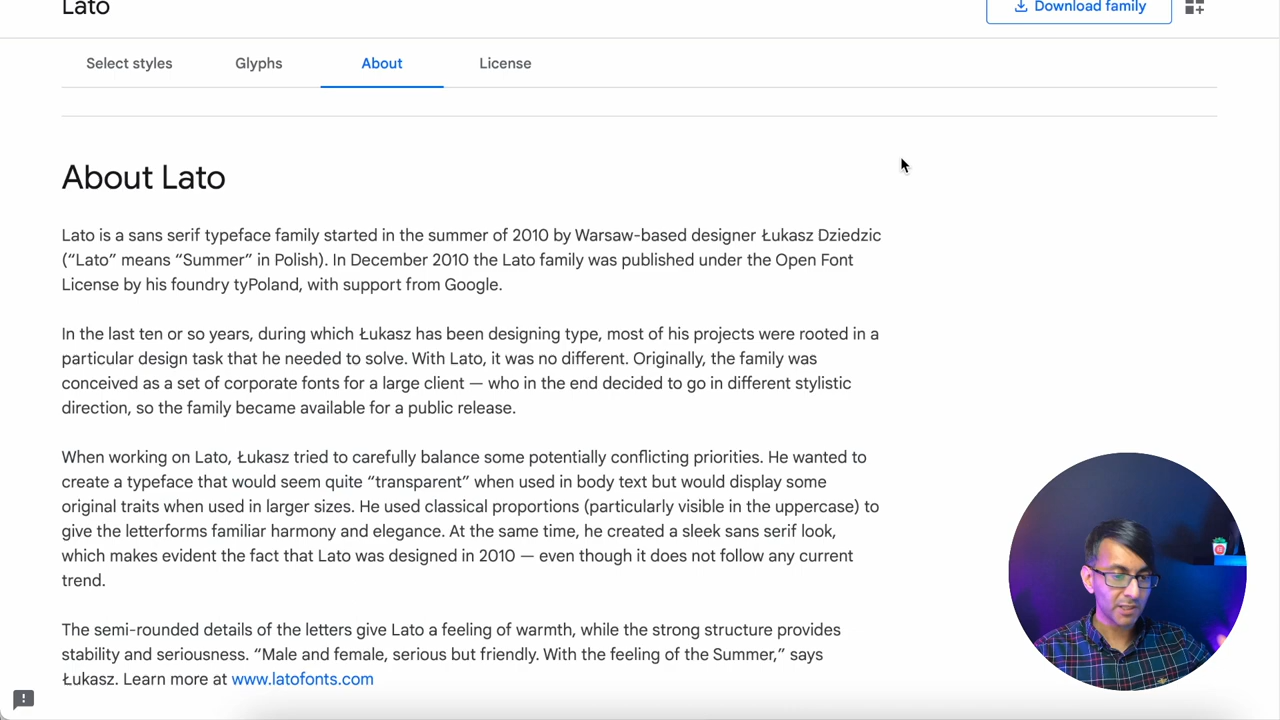 Lato
Download family
Select styles
Glyphs
About
License
About Lato
Lato is a sans serif typeface family started in the summer of 2010 by Warsaw-based designer Łukasz Dziedzic
(“Lato” means “Summer” in Polish). In December 2010 the Lato family was published under the Open Font
License by his foundry tyPoland, with support from Google.
In the last ten or so years, during which Łukasz has been designing type, most of his projects were rooted in a
particular design task that he needed to solve. With Lato, it was no different. Originally, the family was
conceived as a set of corporate fonts for a large client — who in the end decided to go in different stylistic
direction, so the family became available for a public release.
When working on Lato, Łukasz tried to carefully balance some potentially conflicting priorities. He wanted to
create a typeface that would seem quite “transparent” when used in body text but would display some
original traits when used in larger sizes. He used classical proportions (particularly visible in the uppercase) to
give the letterforms familiar harmony and elegance. At the same time, he created a sleek sans serif look,
which makes evident the fact that Lato was designed in 2010 — even though it does not follow any current
trend.
The semi-rounded details of the letters give Lato a feeling of warmth, while the strong structure provides
stability and seriousness. “Male and female, serious but friendly. With the feeling of the Summer,” says
Łukasz. Learn more at www.latofonts.com